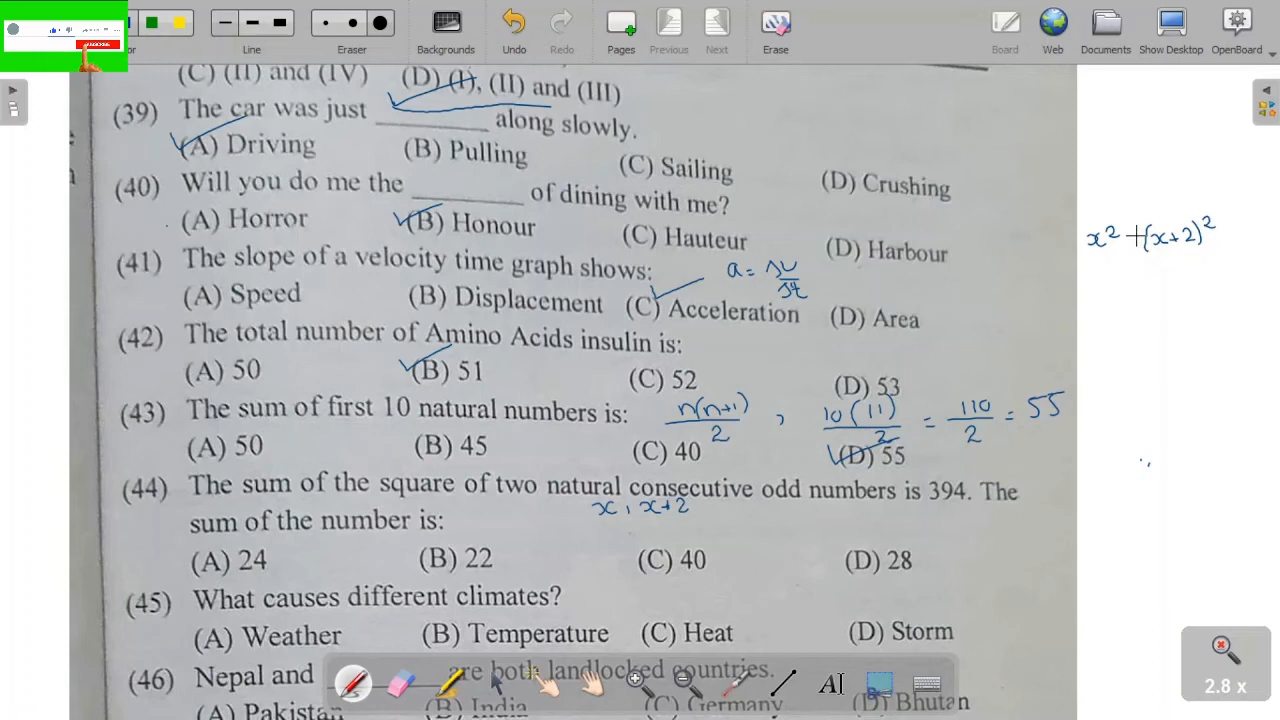 Line
Eraser
Backgrounds
Undo
Redo
Pages
Previous
Next
Erase
Board
Web
Documents
Show Desktop
OpenBoard
(C) (II) and (IV) (D) (I), (II) and (III)
(39) The car was just ________ along slowly.
(A) Driving (B) Pulling (C) Sailing (D) Crushing
(40) Will you do me the ________ of dining with me?
(A) Horror (B) Honour (C) Hauteur (D) Harbour
x² + (x+2)²
(41) The slope of a velocity time graph shows:
(A) Speed (B) Displacement (C) Acceleration (D) Area
(42) The total number of Amino Acids insulin is:
(A) 50 (B) 51 (C) 52 (D) 53
(43) The sum of first 10 natural numbers is: n(n+1)/2 , 10(11)/2 = 110/2 = 55
(A) 50 (B) 45 (C) 40 (D) 55
(44) The sum of the square of two natural consecutive odd numbers is 394. The
x, x+2
sum of the number is:
(A) 24 (B) 22 (C) 40 (D) 28
(45) What causes different climates?
(A) Weather (B) Temperature (C) Heat (D) Storm
(46) Nepal and ________ are both landlocked countries.
(A) Pakistan (B) India (C) Germany (D) Bhutan
2.8 x